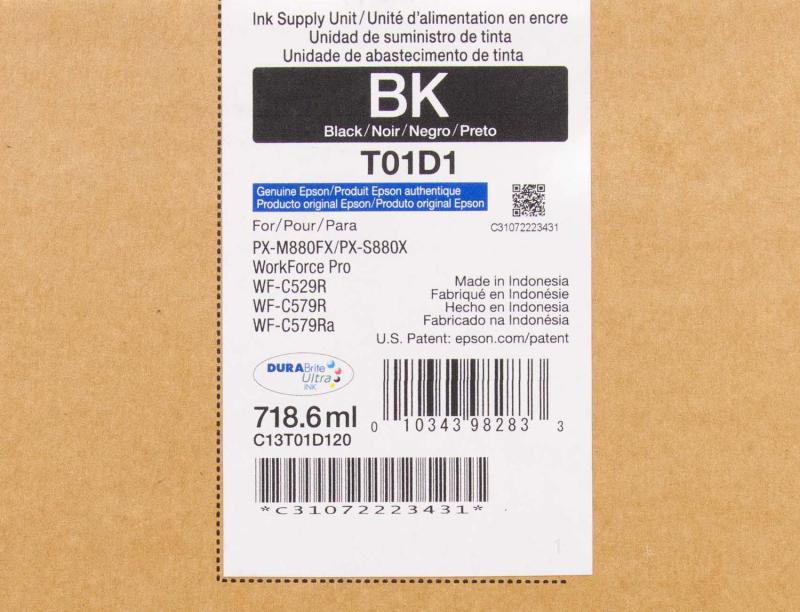 Ink Supply Unit/Unité d'alimentation en encre
Unidad de suministro de tinta
Unidade de abastecimento de tinta
BK
Black/Noir/Negro/Preto
T01D1
Genuine Epson/Produit Epson authentique
Producto original Epson/Produto original Epson
C31072223431
For/Pour/Para
PX-M880FX/PX-S880X
WorkForce Pro
WF-C529R
WF-C579R
WF-C579Ra
Made in Indonesia
Fabriqué en Indonésie
Hecho en Indonesia
Fabricado na Indonésia
U.S. Patent: epson.com/patent
DURABrite
Ultra
INK
718.6ml
C13T01D120
0 10343 98283 3
*C31072223431*
1